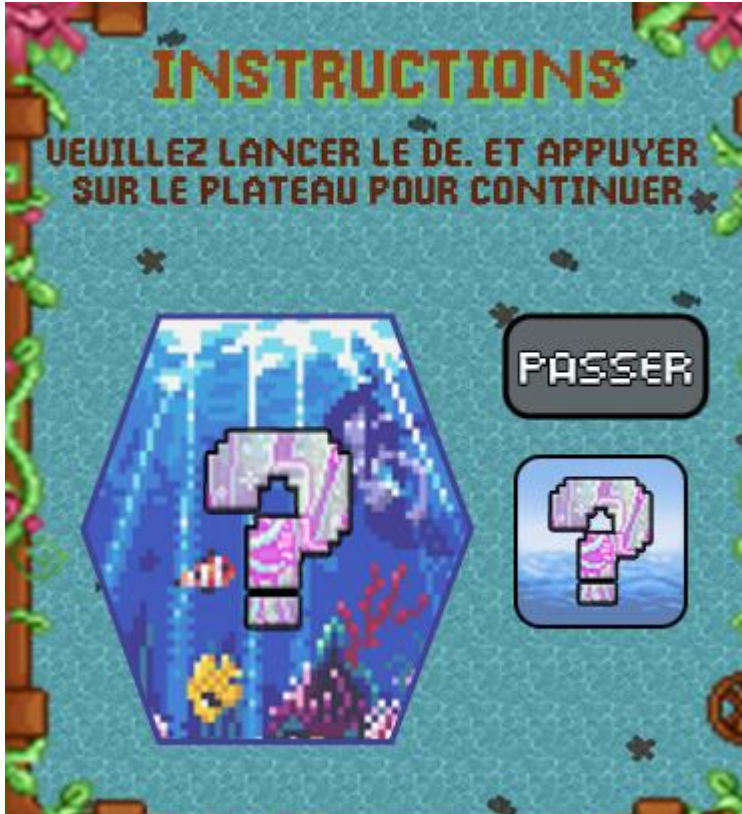 INSTRUCTIONS
VEUILLEZ LANCER LE DE. ET APPUYER
SUR LE PLATEAU POUR CONTINUER
?
PASSER
?